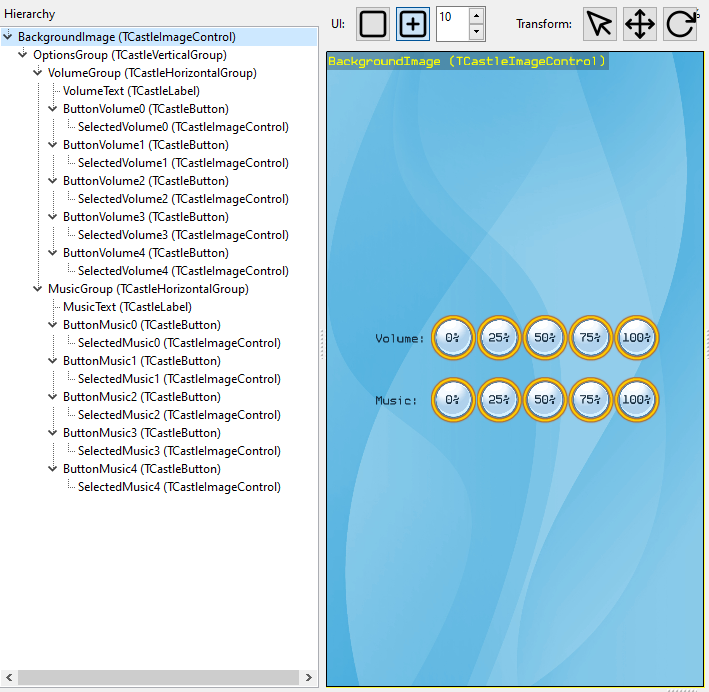 Hierarchy
BackgroundImage (TCastleImageControl)
OptionsGroup (TCastleVerticalGroup)
VolumeGroup (TCastleHorizontalGroup)
VolumeText (TCastleLabel)
ButtonVolume0 (TCastleButton)
SelectedVolume0 (TCastleImageControl)
ButtonVolume1 (TCastleButton)
SelectedVolume1 (TCastleImageControl)
ButtonVolume2 (TCastleButton)
SelectedVolume2 (TCastleImageControl)
ButtonVolume3 (TCastleButton)
SelectedVolume3 (TCastleImageControl)
ButtonVolume4 (TCastleButton)
SelectedVolume4 (TCastleImageControl)
MusicGroup (TCastleHorizontalGroup)
MusicText (TCastleLabel)
ButtonMusic0 (TCastleButton)
SelectedMusic0 (TCastleImageControl)
ButtonMusic1 (TCastleButton)
SelectedMusic1 (TCastleImageControl)
ButtonMusic2 (TCastleButton)
SelectedMusic2 (TCastleImageControl)
ButtonMusic3 (TCastleButton)
SelectedMusic3 (TCastleImageControl)
ButtonMusic4 (TCastleButton)
SelectedMusic4 (TCastleImageControl)
UI: 10 Transform:
BackgroundImage (TCastleImageControl)
Volume: 0% 25% 50% 75% 100%
Music: 0% 25% 50% 75% 100%